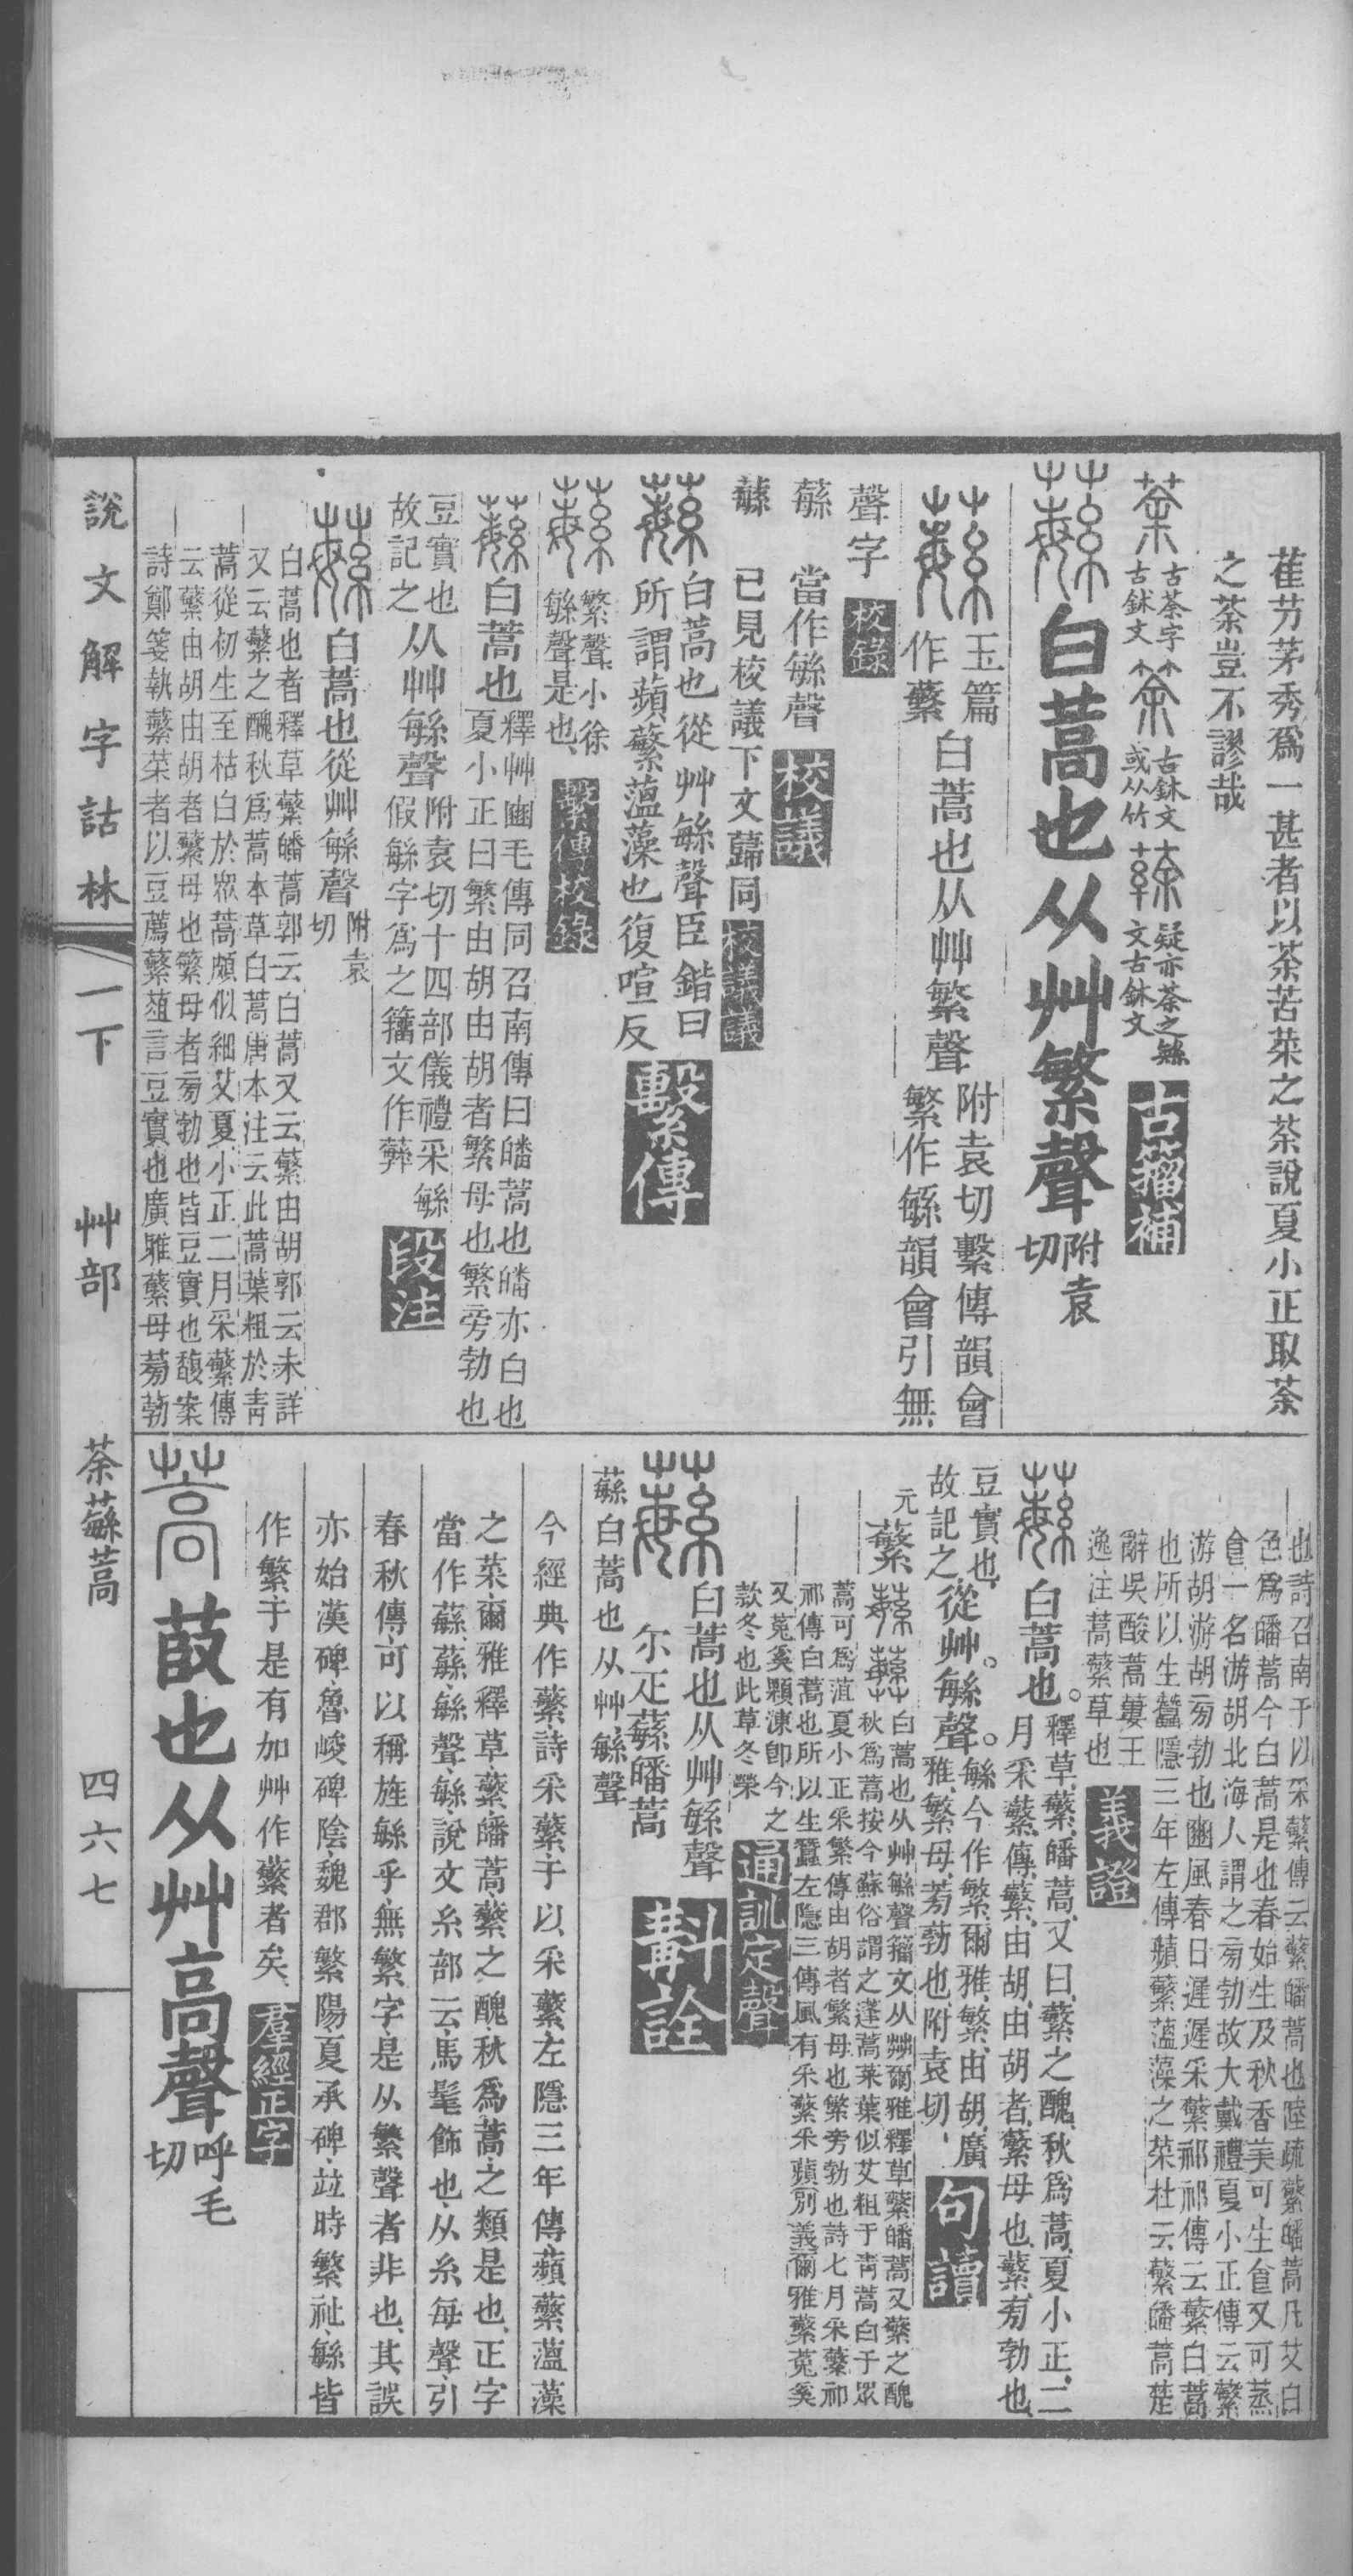 萑芀茅秀爲一甚者以荼苦菜之荼說夏小正取荼
之荼豈不謬哉
古荼字
古鉨文
古鉨文
或从竹
疑亦荼之緐
文古鉨文
古籀補
白蒿也从艸繁聲附袁切
玉篇作蘩白蒿也从艸繁聲附袁切繫傳韻會
繁作緐韻會引無
聲字校錄
蘇當作緐聲校議
已見校議下文蘬同校議議
白蒿也從艸緐聲臣鍇曰
所謂蘋蘩薀藻也復喧反繫傳
繁聲小徐
緐聲是也繫傳校錄
白蒿也釋艸豳毛傳同召南傳曰皤蒿也皤亦白也
夏小正曰繁由胡由胡者繁母也繁旁勃也
豆實也
故記之从艸緐聲附袁切十四部儀禮采緐
假緐字爲之籒文作䔱段注
白蒿也從艸緐聲附袁切
白蒿也者釋草蘩皤蒿郭云白蒿又云蘩由胡郭云未詳
又云蘩之醜秋爲蒿本草白蒿唐本注云此蒿葉粗於靑
蒿從初生至枯白於眾蒿頗似細艾夏小正二月采蘩傳
云蘩由胡由胡者蘩母也繁母者旁勃也皆豆實也馥案
詩鄭箋執蘩菜者以豆薦蘩葅言豆實也廣雅蘩母蒡葧
也詩召南于以采蘩傳云蘩皤蒿也陸疏蘩皤蒿凡艾白
色爲皤蒿今白蒿是也春始生及秋香美可生食又可蒸
食一名游胡北海人謂之旁勃故大戴禮夏小正傳云蘩
游胡游胡旁勃也豳風春日遲遲采蘩祁祁傳云蘩白蒿
也所以生蠶隱三年左傳蘋蘩薀藻之菜杜云蘩皤蒿楚
辭吳酸蒿蔞王
逸注蒿蘩草也義證
白蒿也。釋草蘩皤蒿又曰蘩之醜秋爲蒿夏小正二
月采蘩傳蘩由胡由胡者蘩母也蘩旁勃也
豆實也
故記之從艸。緐聲。緐今作繁爾雅繁由胡廣
雅繁母蒡葧也附袁切句讀
元蘩白蒿也从艸緐聲籒文从茻爾雅釋草蘩皤蒿又蘩之醜
秋爲蒿按今蘇俗謂之蓬蒿菜葉似艾粗于靑蒿白于眾
蒿可爲菹夏小正采繁傳由胡者繁母也繁旁勃也詩七月采蘩祁
祁傳白蒿也所以生蠶左隱三傳風有采蘩采蘋別義爾雅蘩菟奚
又菟奚顆涷卽今之
款冬也此草冬榮通訓定聲
白蒿也从艸緐聲
尒疋蘇皤蒿斠詮
白蒿也从艸緐聲
今經典作蘩詩采蘩于以采蘩左隱三年傳蘋蘩薀藻
之菜爾雅釋草蘩皤蒿蘩之醜秋爲蒿之類是也正字
當作緐聲緐說文糸部云馬髦飾也从糸每聲引
春秋傳可以稱旌緐乎無繁字是从繁聲者非也其誤
亦始漢碑魯峻碑陰魏郡繁陽夏承碑竝時繁祉緐皆
作繁于是有加艸作蘩者矣羣經正字
菣也从艸高聲呼毛切
說文解字詁林
一下
艸部
荼 蒿
四六七